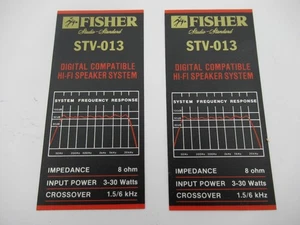 FISHER
Studio-Standard
STV-013
DIGITAL COMPATIBLE
HI-FI SPEAKER SYSTEM
SYSTEM FREQUENCY RESPONSE
IMPEDANCE 8 ohm
INPUT POWER 3-30 Watts
CROSSOVER 1.5/6 kHz
FISHER
Studio-Standard
STV-013
DIGITAL COMPATIBLE
HI-FI SPEAKER SYSTEM
SYSTEM FREQUENCY RESPONSE
IMPEDANCE 8 ohm
INPUT POWER 3-30 Watts
CROSSOVER 1.5/6 kHz